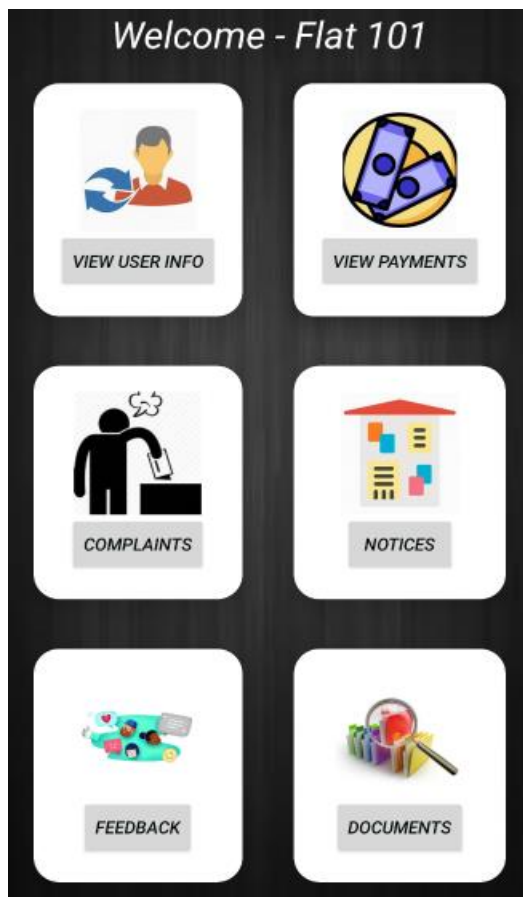 Welcome - Flat 101
VIEW USER INFO
VIEW PAYMENTS
COMPLAINTS
NOTICES
FEEDBACK
DOCUMENTS